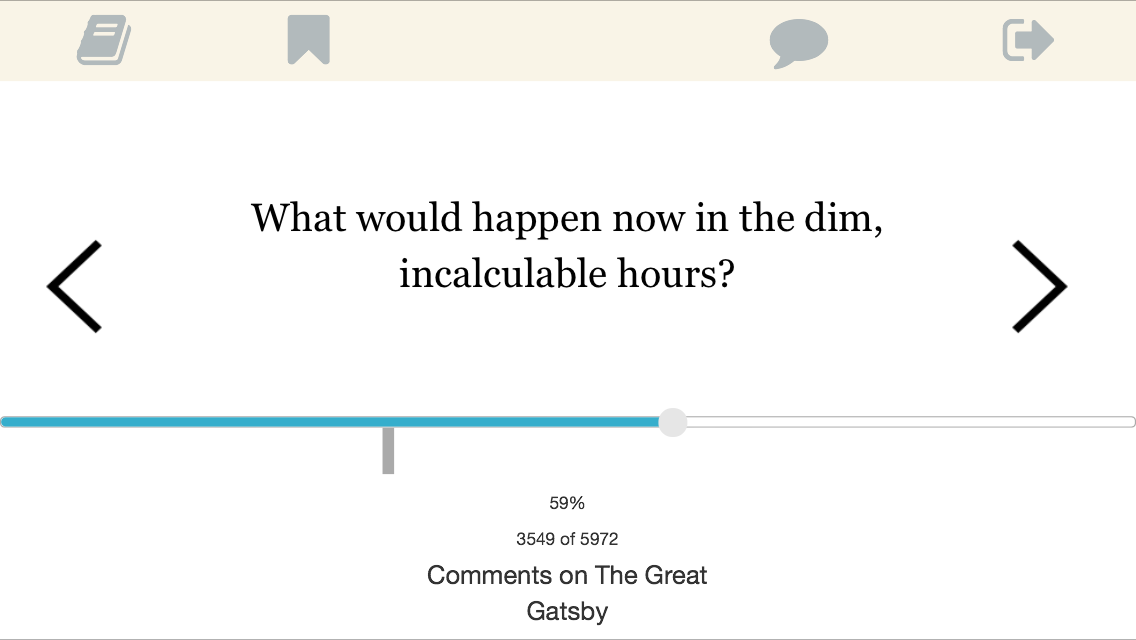 What would happen now in the dim,
incalculable hours?
59%
3549 of 5972
Comments on The Great
Gatsby